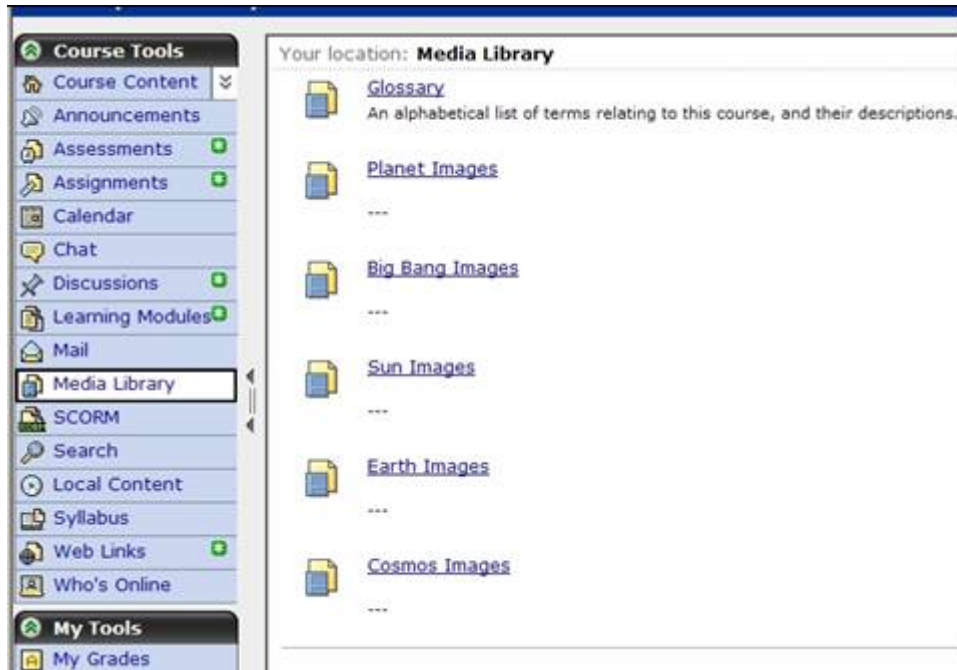 Course Tools
Course Content
Announcements
Assessments
Assignments
Calendar
Chat
Discussions
Learning Modules
Mail
Media Library
SCORM
Search
Local Content
Syllabus
Web Links
Who's Online
My Tools
My Grades
Your location: Media Library
Glossary
An alphabetical list of terms relating to this course, and their descriptions.
Planet Images
---
Big Bang Images
---
Sun Images
---
Earth Images
---
Cosmos Images
---